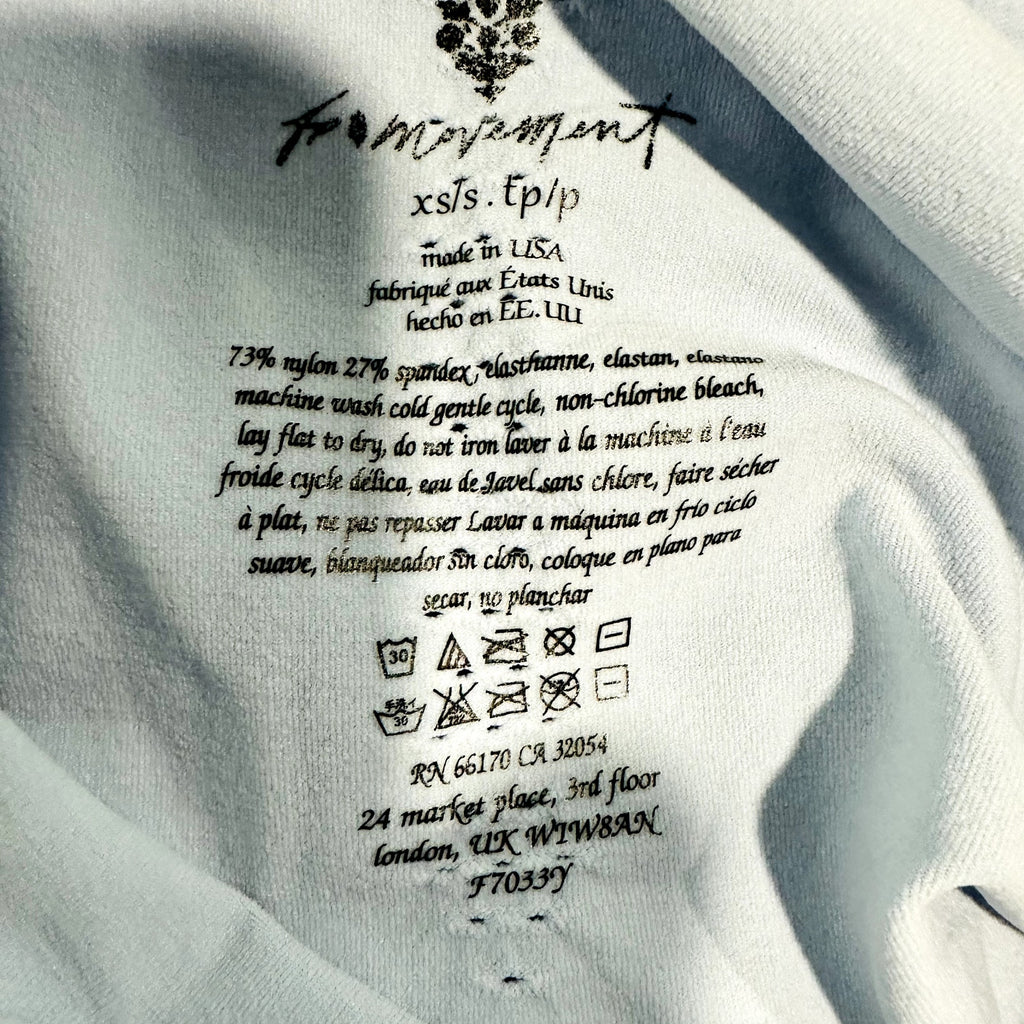 fp movement
xs/s . tp/p
made in USA
fabriqué aux États Unis
hecho en EE.UU
73% nylon 27% spandex, elasthanne, elastan, elastano
machine wash cold gentle cycle, non-chlorine bleach,
lay flat to dry, do not iron laver à la machine à l'eau
froide cycle délica, eau de Javel sans chlore, faire sécher
à plat, ne pas repasser Lavar a máquina en frío ciclo
suave, blanqueador sin cloro, coloque en plano para
secar, no planchar
30
手洗イ
30
RN 66170 CA 32054
24 market place, 3rd floor
london, UK W1W8AN
F7033Y